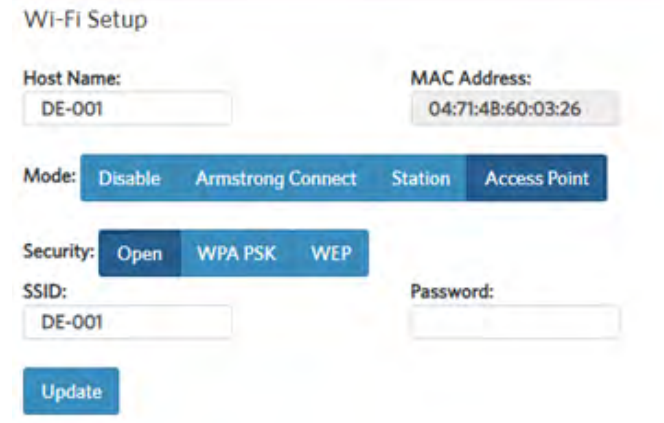 Wi-Fi Setup
Host Name: MAC Address:
DE-001 04:71:4B:60:03:26
Mode: Disable Armstrong Connect Station Access Point
Security: Open WPA PSK WEP
SSID: Password:
DE-001
Update